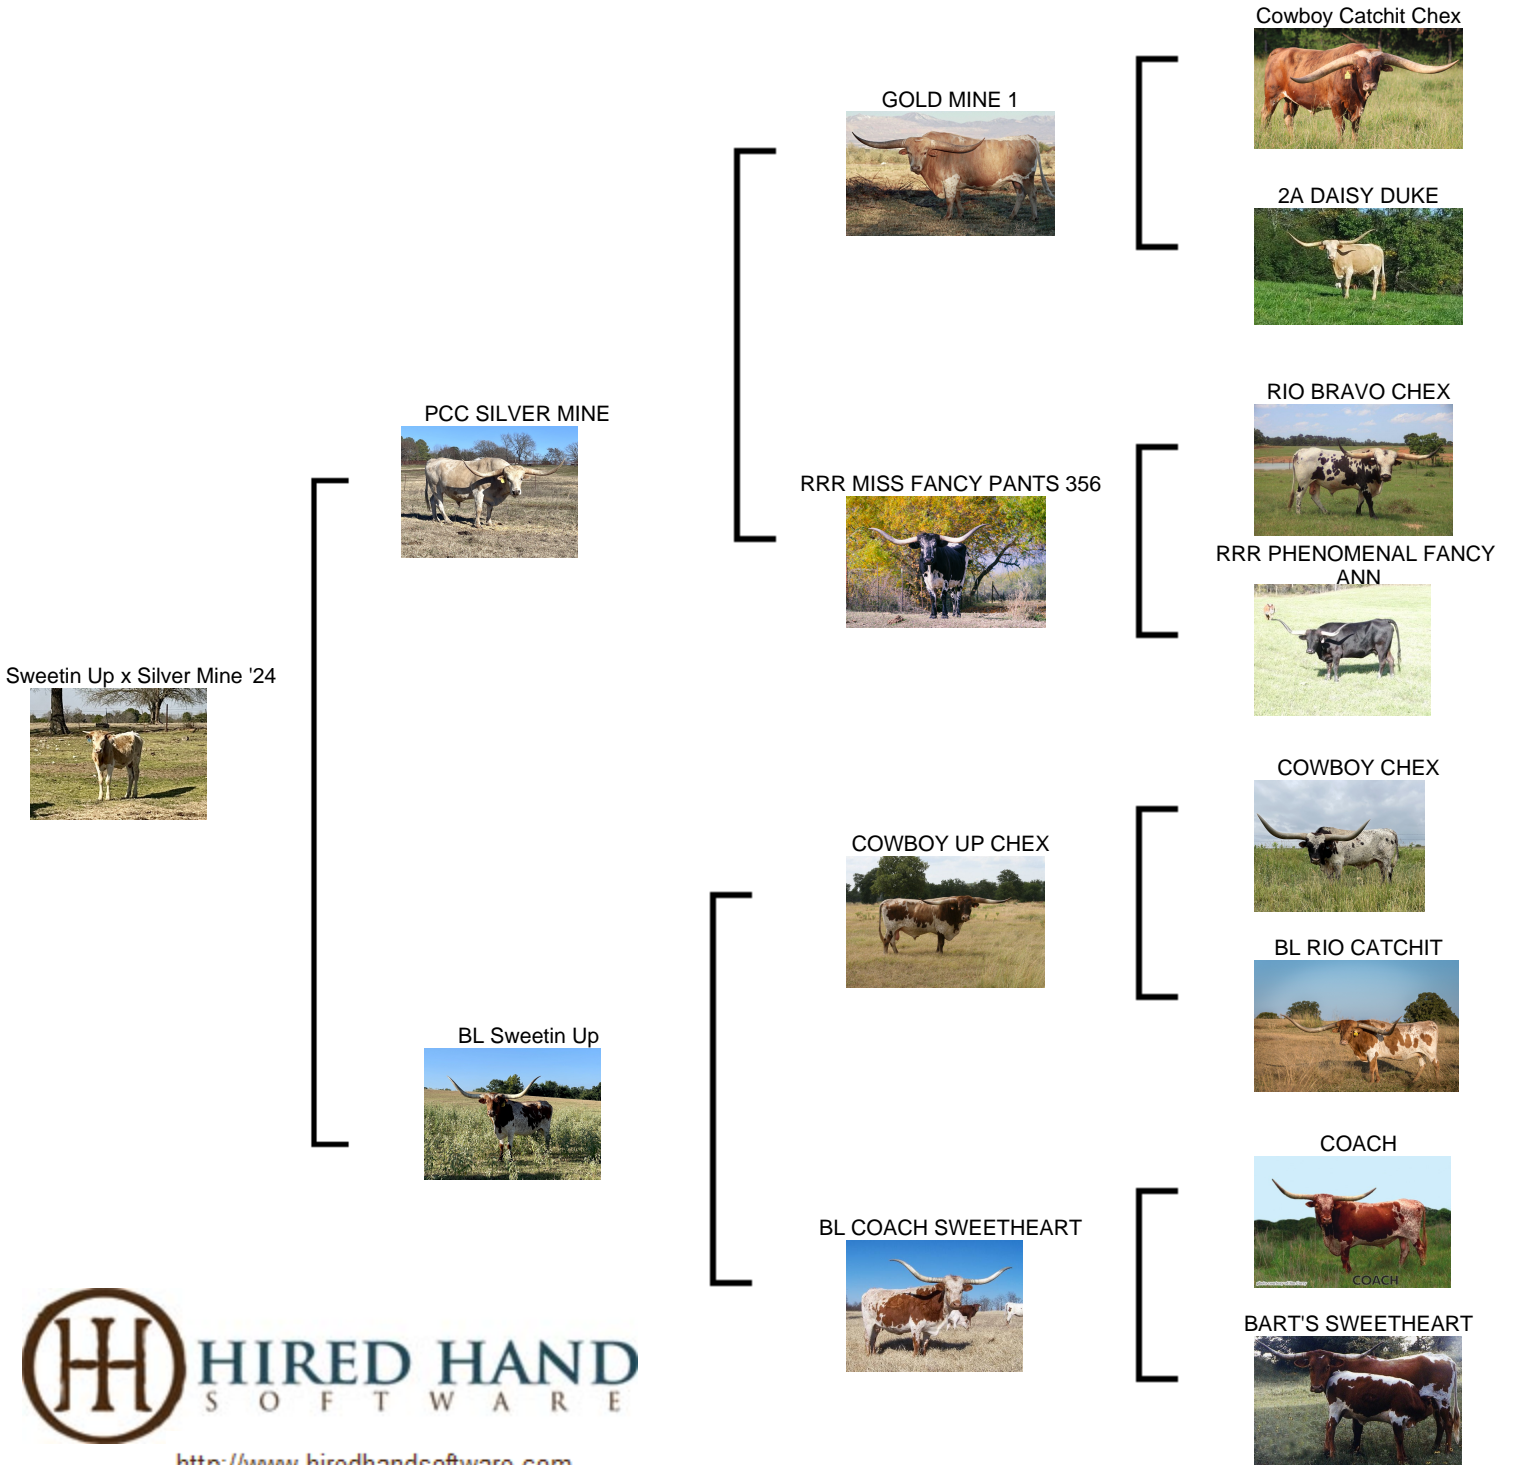 Cowboy Catchit Chex
GOLD MINE 1
2A DAISY DUKE
RIO BRAVO CHEX
PCC SILVER MINE
RRR MISS FANCY PANTS 356
RRR PHENOMENAL FANCY
ANN
Sweetin Up x Silver Mine '24
COWBOY CHEX
COWBOY UP CHEX
BL RIO CATCHIT
BL Sweetin Up
COACH
BL COACH SWEETHEART
COACH
BART'S SWEETHEART
HIRED HAND
SOFTWARE
http://www.hiredhandsoftware.com